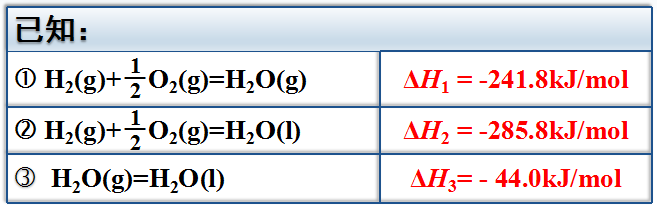 已知：
① H₂(g)+1/2O₂(g)=H₂O(g) ΔH₁ = -241.8kJ/mol
② H₂(g)+1/2O₂(g)=H₂O(l) ΔH₂ = -285.8kJ/mol
③ H₂O(g)=H₂O(l) ΔH₃= - 44.0kJ/mol